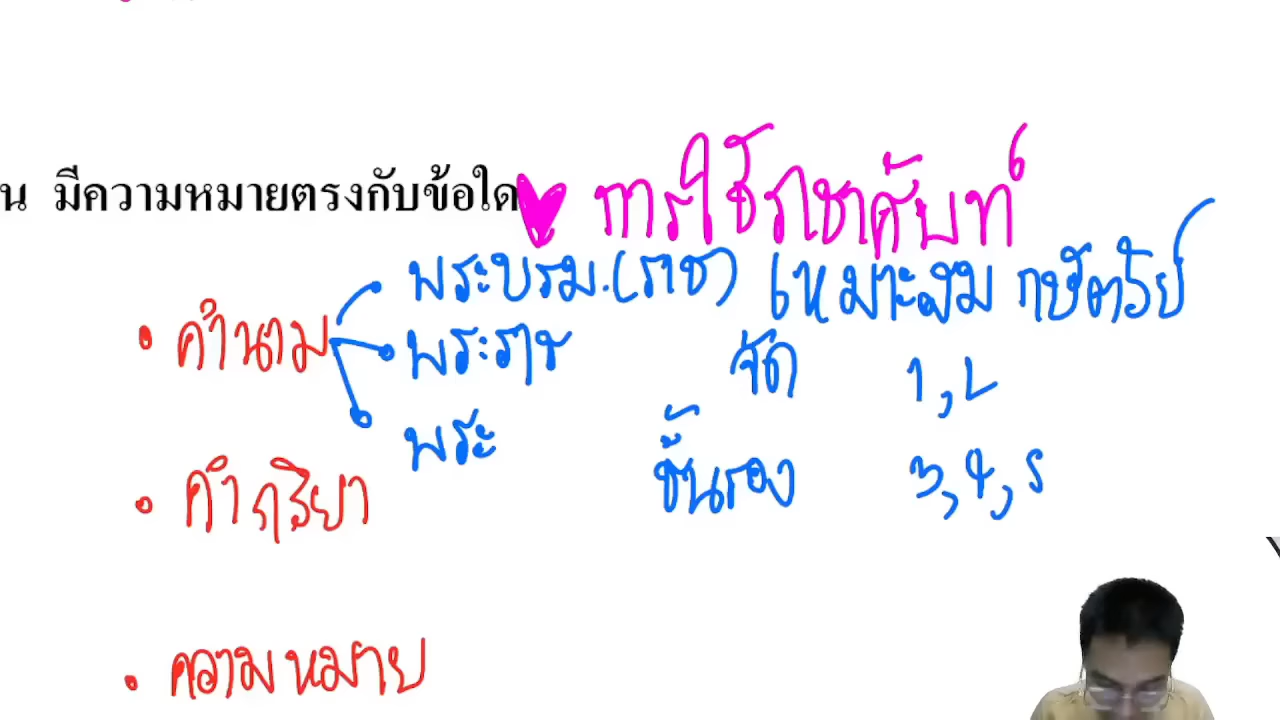 น มีความหมายตรงกับข้อใด
การใช้ราชาศัพท์
• คำนาม
พระบรม.(ราช) เหมาะสม กษัตริย์
พระราช จัด 1,2
พระ ชั้นรอง 3,4,5
• คำกริยา
• ความหมาย